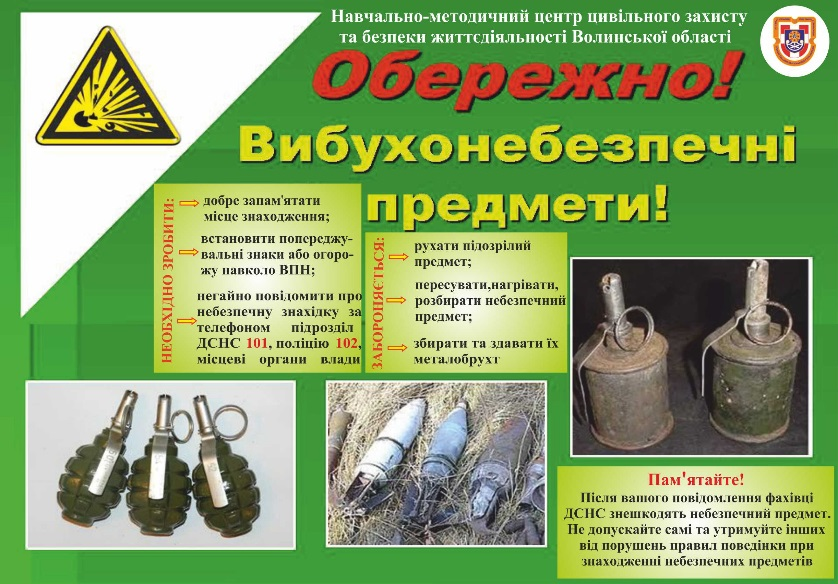 Навчально-методичний центр цивільного захисту
та безпеки життєдіяльності Волинської області
Обережно!
Вибухонебезпечні
предмети!
НЕОБХІДНО ЗРОБИТИ:
добре запам'ятати
місце знаходження;
встановити попереджу-
вальні знаки або огоро-
жу навколо ВПН;
негайно повідомити про
небезпечну знахідку за
телефоном підрозділ
ДСНС 101, поліцію 102,
місцеві органи влади
ЗАБОРОНЯЄТЬСЯ:
рухати підозрілий
предмет;
пересувати,нагрівати,
розбирати небезпечний
предмет;
збирати та здавати їх
металобрухт
Пам'ятайте!
Після вашого повідомлення фахівці
ДСНС знешкодять небезпечний предмет.
Не допускайте самі та утримуйте інших
від порушень правил поведінки при
знаходженні небезпечних предметів